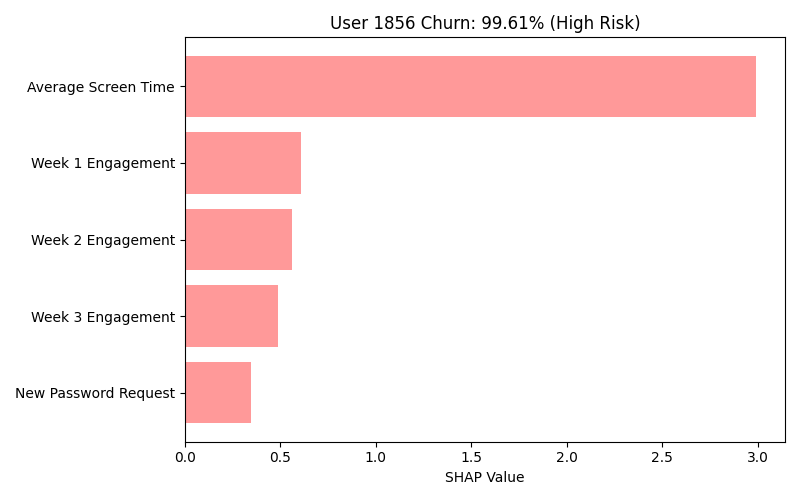 User 1856 Churn: 99.61% (High Risk)
Average Screen Time
Week 1 Engagement
Week 2 Engagement
Week 3 Engagement
New Password Request
0.0 0.5 1.0 1.5 2.0 2.5 3.0
SHAP Value